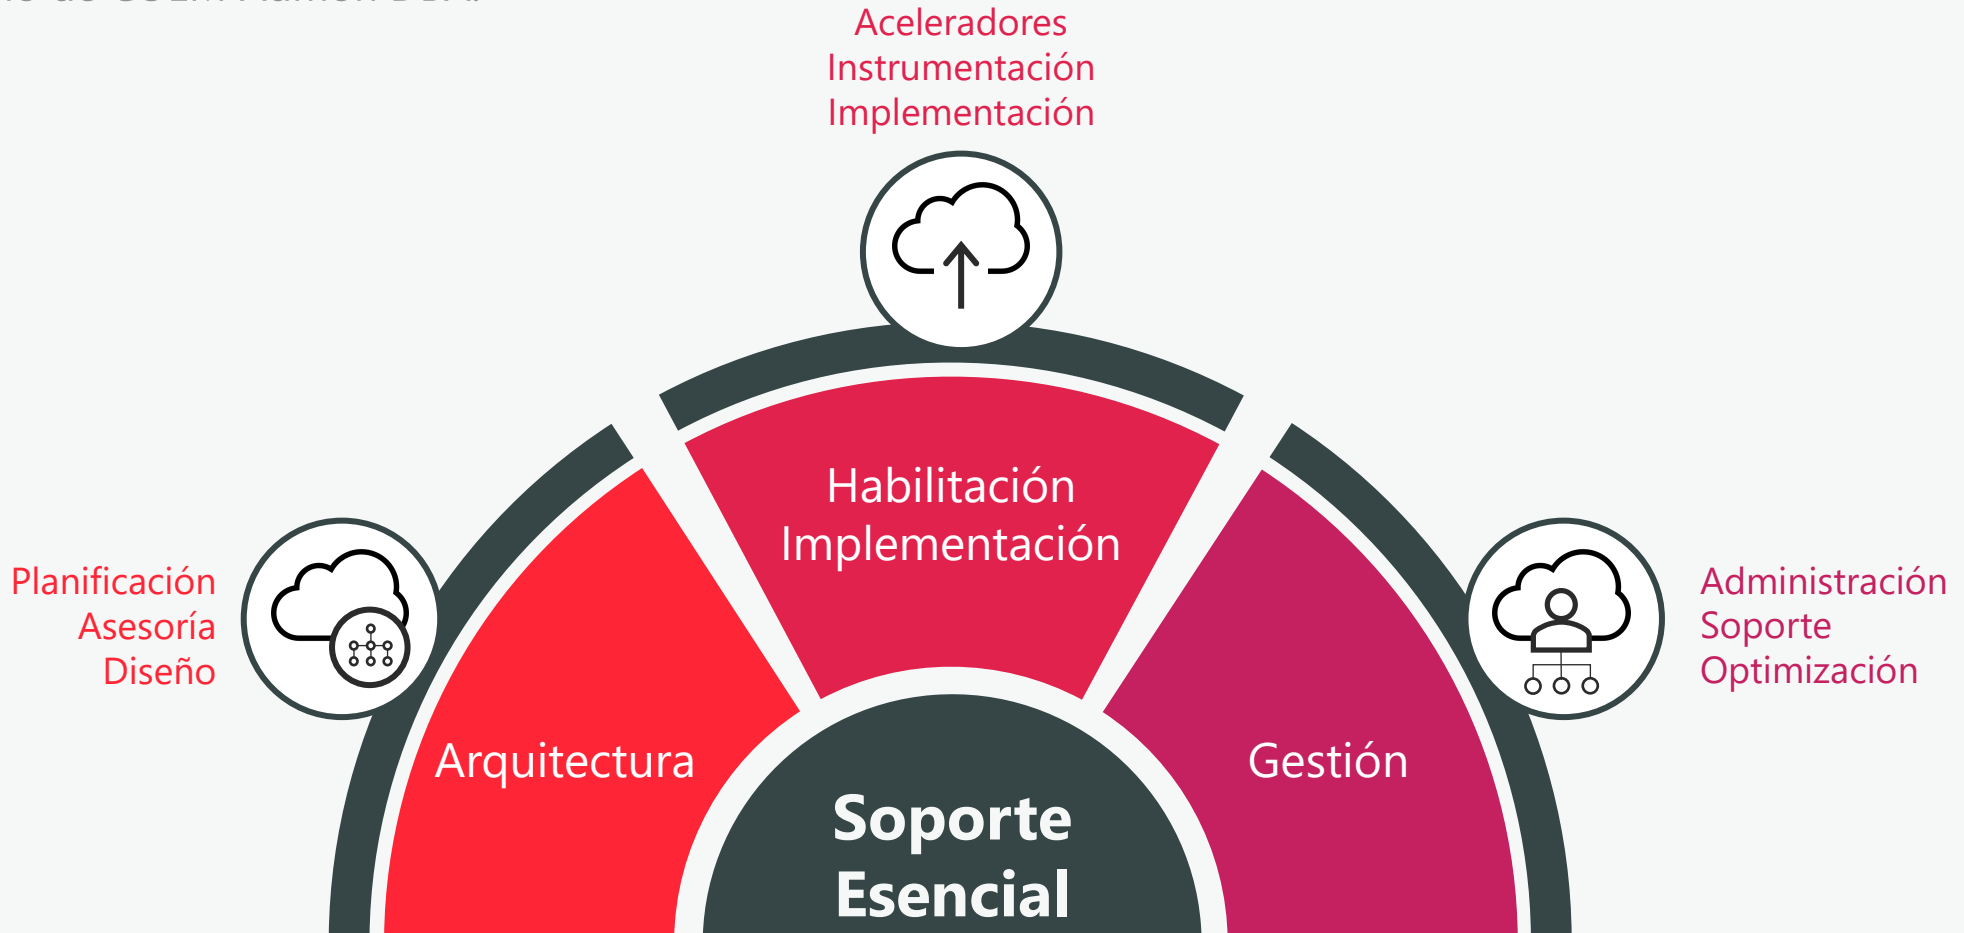 Aceleradores
Instrumentación
Implementación
Habilitación
Implementación
Planificación
Asesoría
Diseño
Administración
Soporte
Optimización
Arquitectura
Gestión
Soporte
Esencial